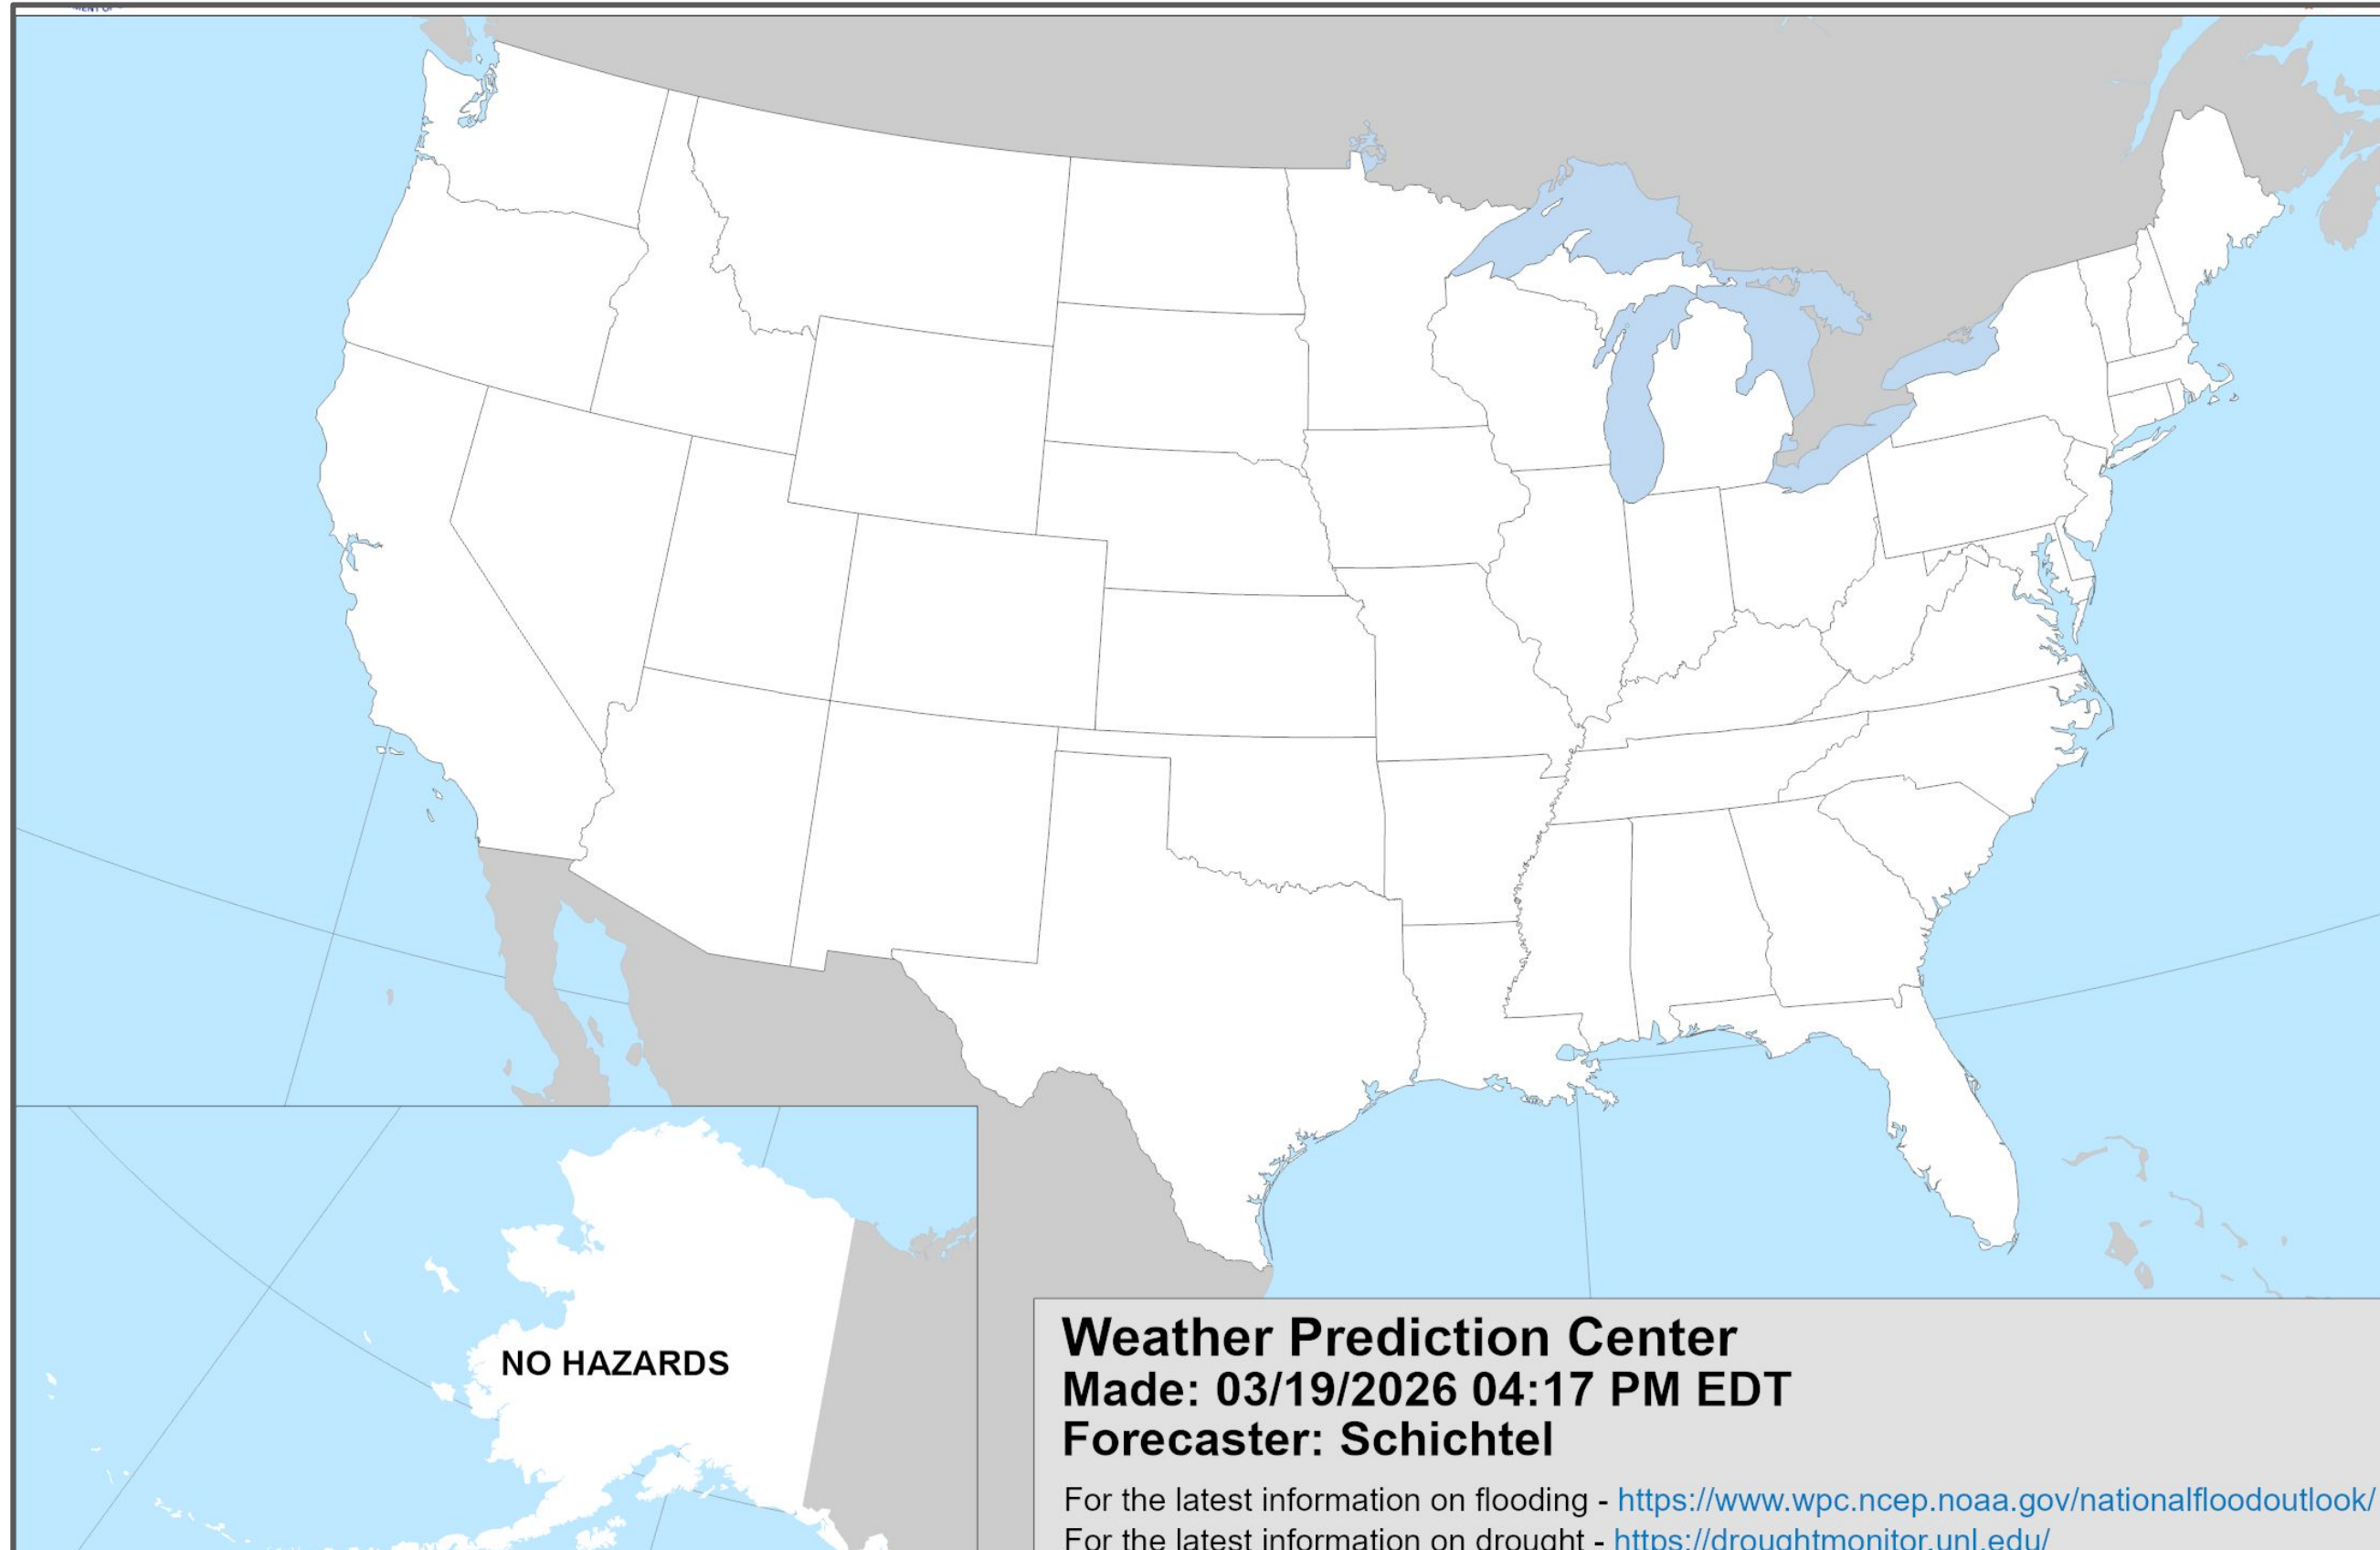 NO HAZARDS
Weather Prediction Center
Made: 03/19/2026 04:17 PM EDT
Forecaster: Schichtel
For the latest information on flooding - https://www.wpc.ncep.noaa.gov/nationalfloodoutlook/
For the latest information on drought - https://droughtmonitor.unl.edu/